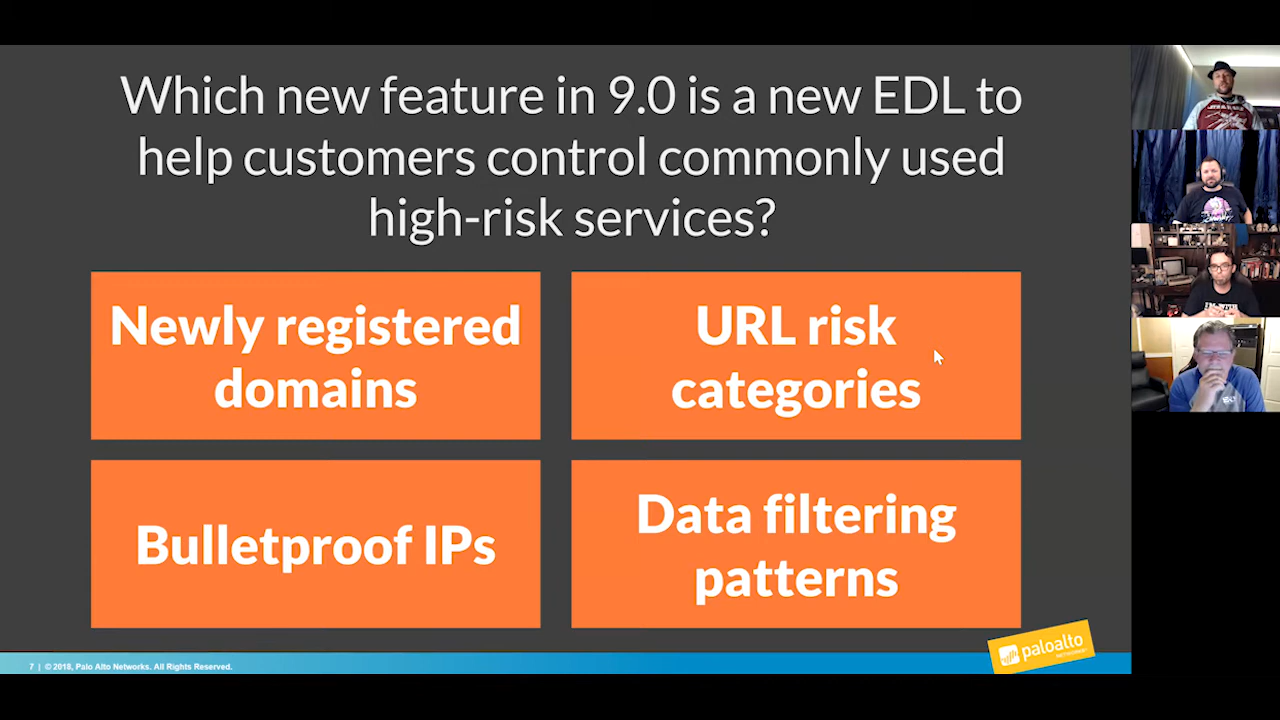 Which new feature in 9.0 is a new EDL to
help customers control commonly used
high-risk services?
Newly registered
domains
URL risk
categories
Bulletproof IPs
Data filtering
patterns
7 | © 2018, Palo Alto Networks. All Rights Reserved.
paloalto
NETWORKS